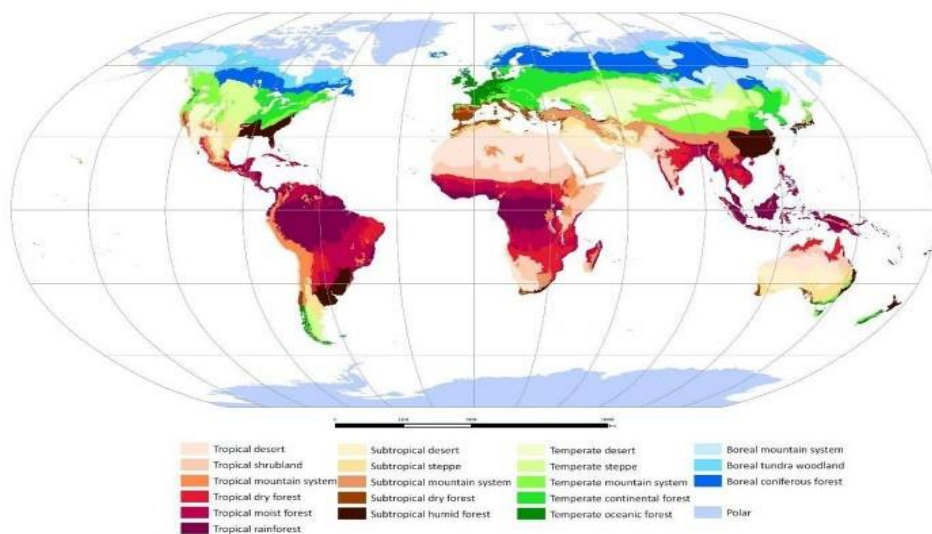 Tropical desert
Tropical shrubland
Tropical mountain system
Tropical dry forest
Tropical moist forest
Tropical rainforest
Subtropical desert
Subtropical steppe
Subtropical mountain system
Subtropical dry forest
Subtropical humid forest
Temperate desert
Temperate steppe
Temperate mountain system
Temperate continental forest
Temperate oceanic forest
Boreal mountain system
Boreal tundra woodland
Boreal coniferous forest
Polar